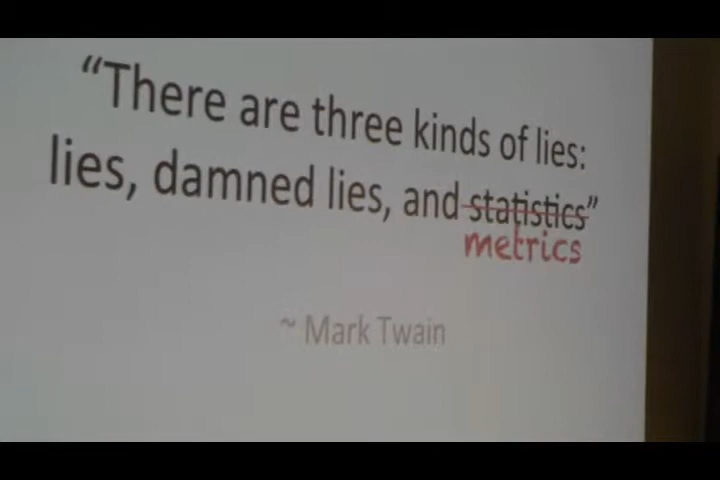 “There are three kinds of lies:
lies, damned lies, and statistics”
metrics
~ Mark Twain